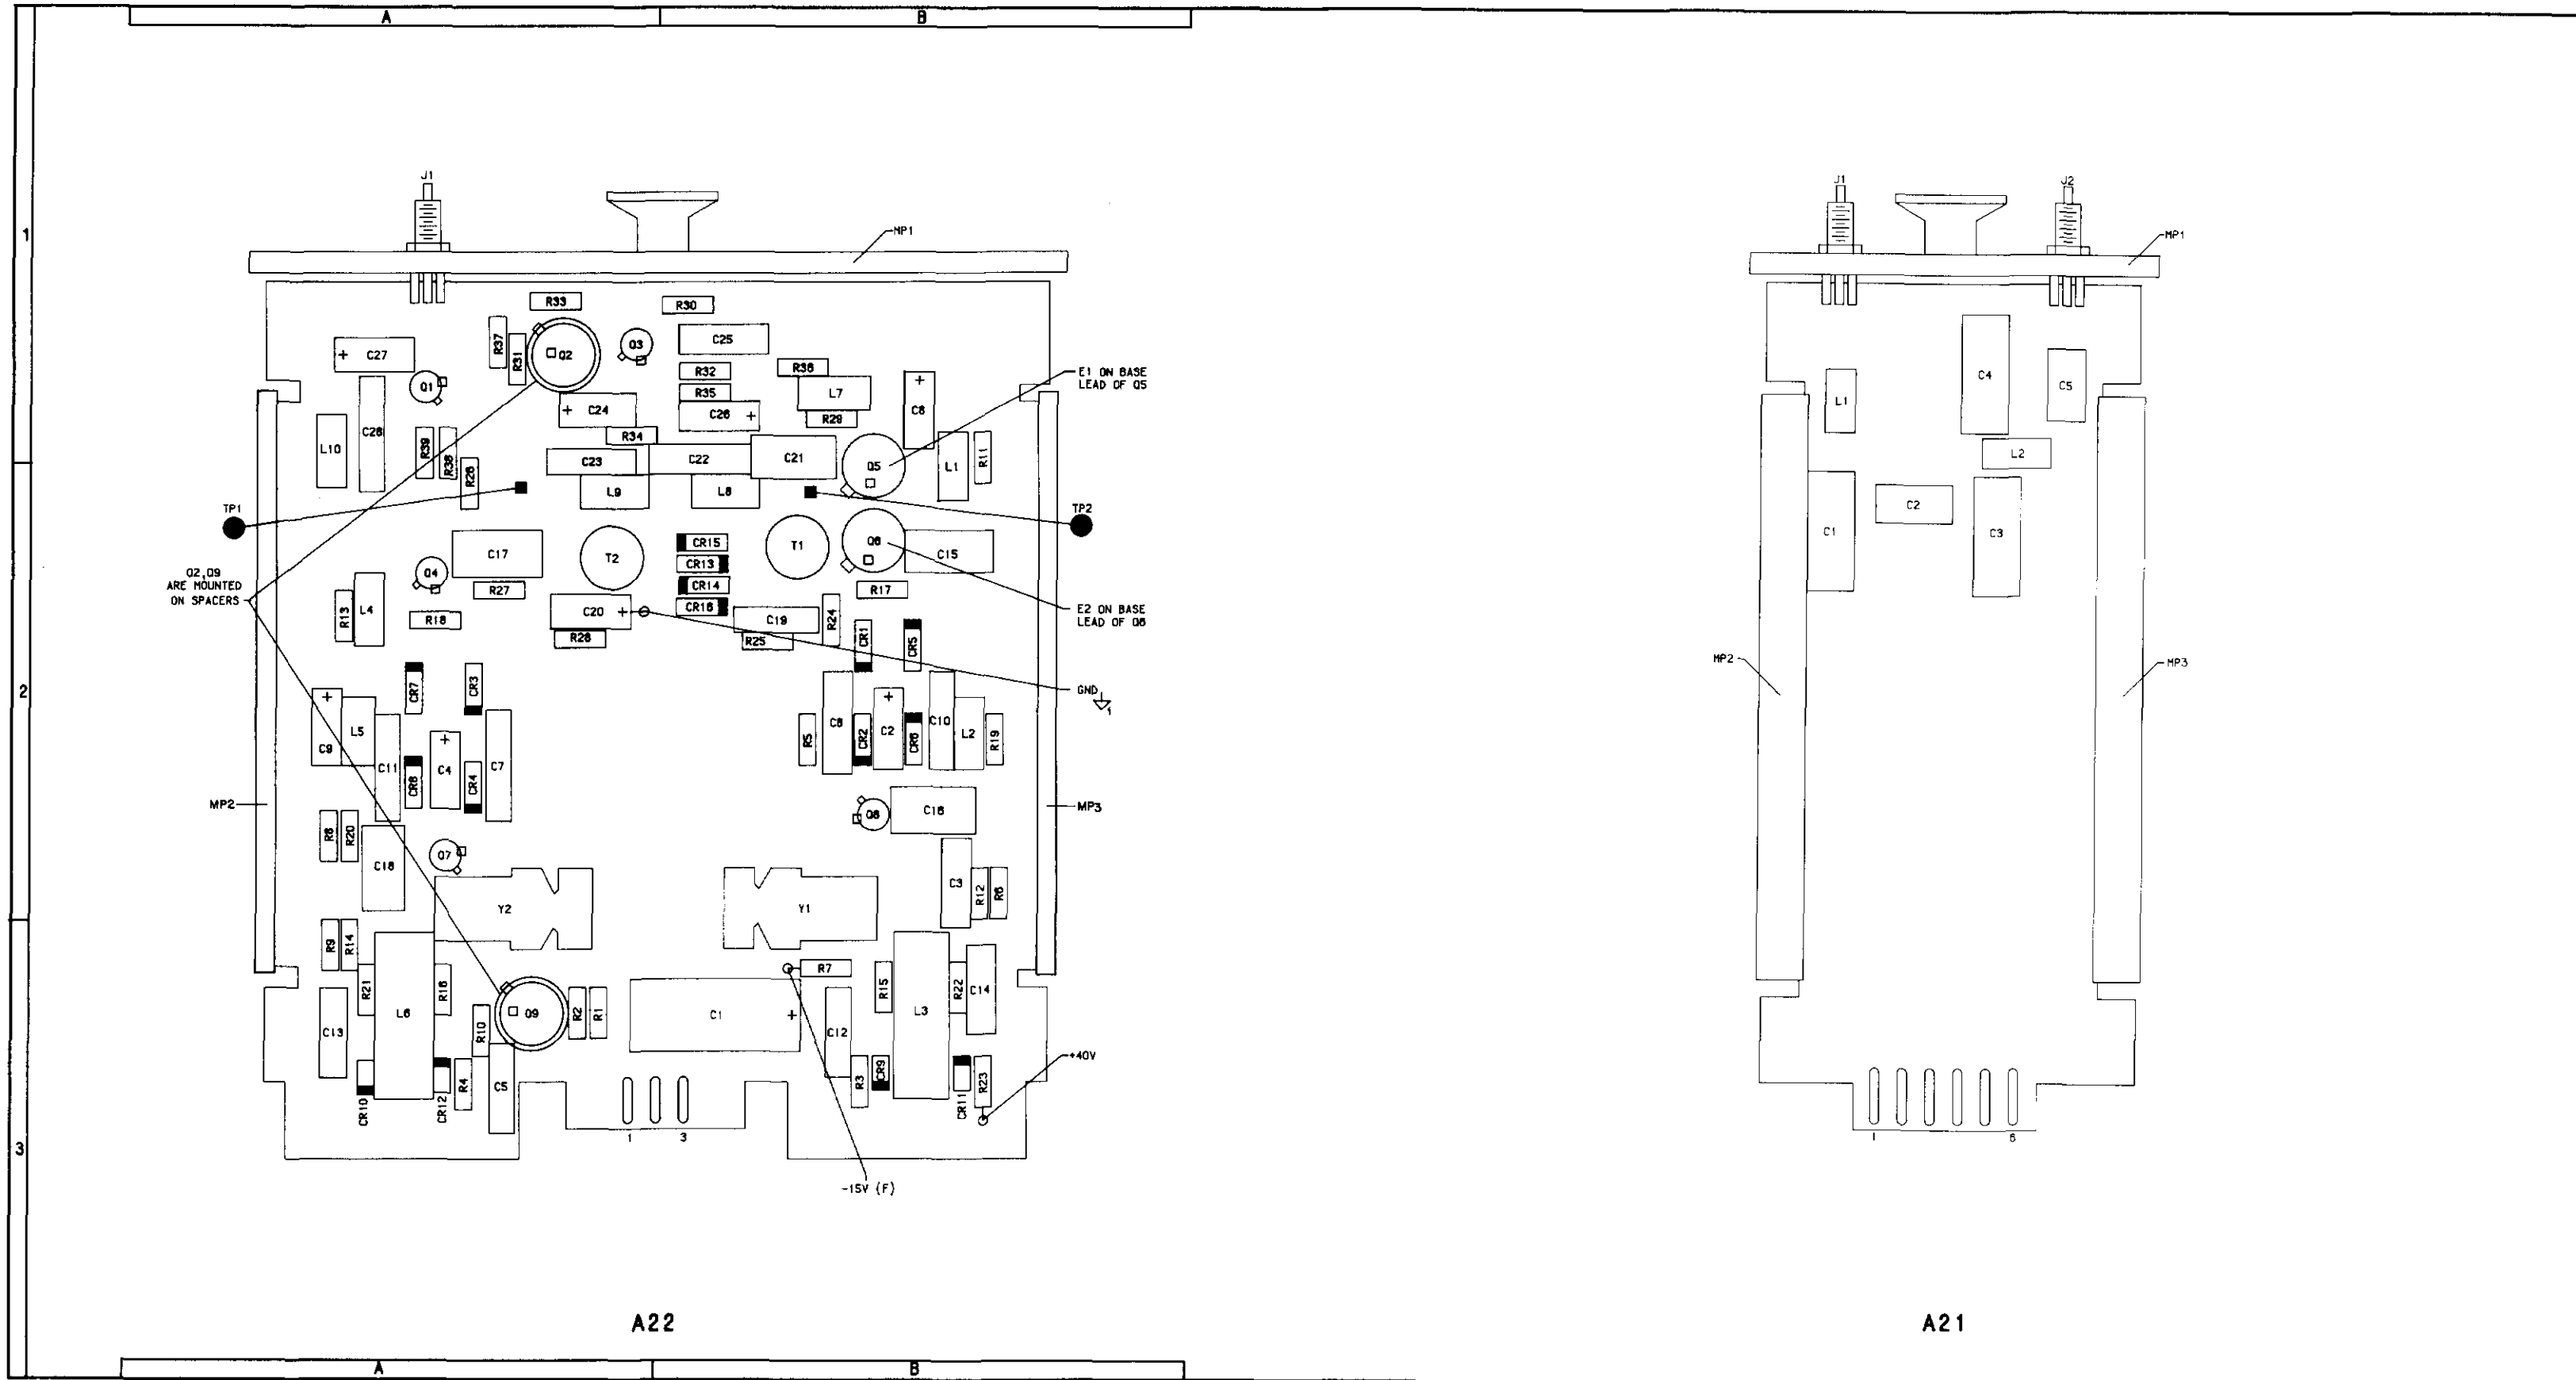 A B
1
2
3
J1
MP1
R33
R30
R37
R31
Q2
Q3
C25
C27
Q1
R32
R36
E1 ON BASE
LEAD OF Q5
R35
L7
C6
C24
C26
R29
L10
C28
R34
R39
R38
R26
C23
C22
C21
Q5
L1
R11
L9
L8
TP1
TP2
C17
T2
CR15
T1
Q6
C15
CR13
Q2,Q9
ARE MOUNTED
ON SPACERS
Q4
R27
CR14
R17
R13
L4
C20
CR16
C19
R24
E2 ON BASE
LEAD OF Q6
R18
R28
R25
CR1
CR5
CR7
CR3
GND
1
C9
L5
C11
CR8
C4
CR4
C7
R5
C8
CR2
C2
CR6
C10
L2
R19
MP2
MP3
Q8
C16
R8
R20
C18
Q7
C3
R12
R6
Y2
Y1
R9
R14
R7
R21
R16
R15
R22
C14
C13
L6
R10
Q9
R2
R1
C1
C12
L3
+40V
CR10
CR12
R4
C5
R3
CR9
CR11
R23
1 3
-15V (F)
A22
J1
J2
MP1
C4
C5
L1
L2
C1
C2
C3
MP2
MP3
1 6
A21
A B